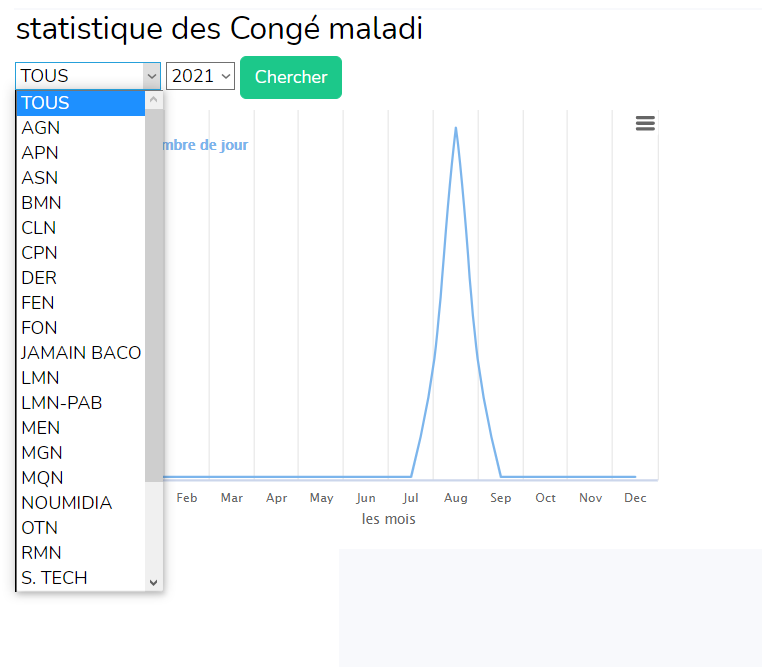 statistique des Congé maladi
TOUS 2021 Chercher
TOUS
AGN
APN
ASN
BMN
CLN
CPN
DER
FEN
FON
JAMAIN BACO
LMN
LMN-PAB
MEN
MGN
MQN
NOUMIDIA
OTN
RMN
S. TECH
mbre de jour
Feb Mar Apr May Jun Jul Aug Sep Oct Nov Dec
les mois